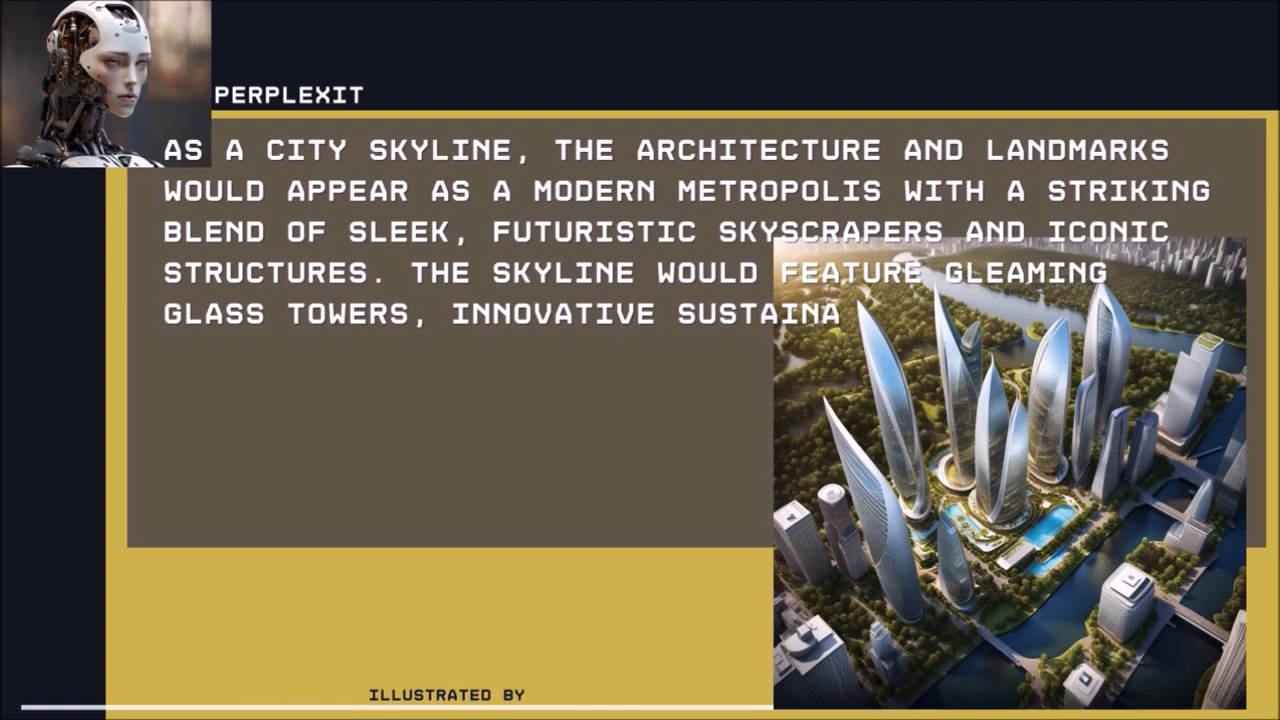 PERPLEXIT
AS A CITY SKYLINE, THE ARCHITECTURE AND LANDMARKS
WOULD APPEAR AS A MODERN METROPOLIS WITH A STRIKING
BLEND OF SLEEK, FUTURISTIC SKYSCRAPERS AND ICONIC
STRUCTURES. THE SKYLINE WOULD FEATURE GLEAMING
GLASS TOWERS, INNOVATIVE SUSTAINA
ILLUSTRATED BY